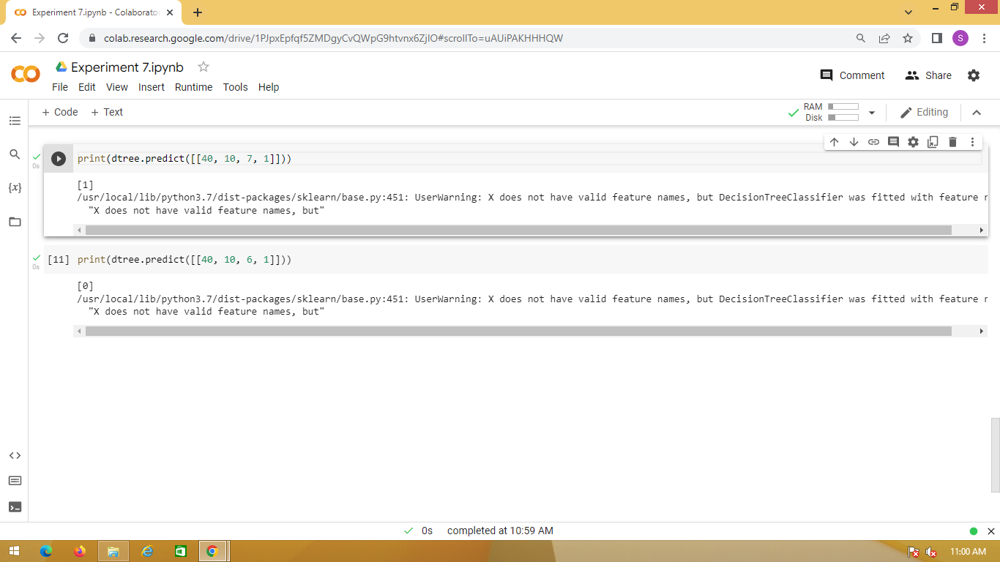 Experiment 7.ipynb - Colaborato
colab.research.google.com/drive/1PJpxEpfqf5ZMDgyCvQWpG9htvnx6ZjlO#scrollTo=uAUiPAKHHHQW
S
Experiment 7.ipynb
File Edit View Insert Runtime Tools Help
Comment
Share
+ Code + Text
RAM
Disk
Editing
0s
print(dtree.predict([[40, 10, 7, 1]]))
[1]
/usr/local/lib/python3.7/dist-packages/sklearn/base.py:451: UserWarning: X does not have valid feature names, but DecisionTreeClassifier was fitted with feature
"X does not have valid feature names, but"
0s
[11] print(dtree.predict([[40, 10, 6, 1]]))
[0]
/usr/local/lib/python3.7/dist-packages/sklearn/base.py:451: UserWarning: X does not have valid feature names, but DecisionTreeClassifier was fitted with feature
"X does not have valid feature names, but"
{x}
0s completed at 10:59 AM
11:00 AM